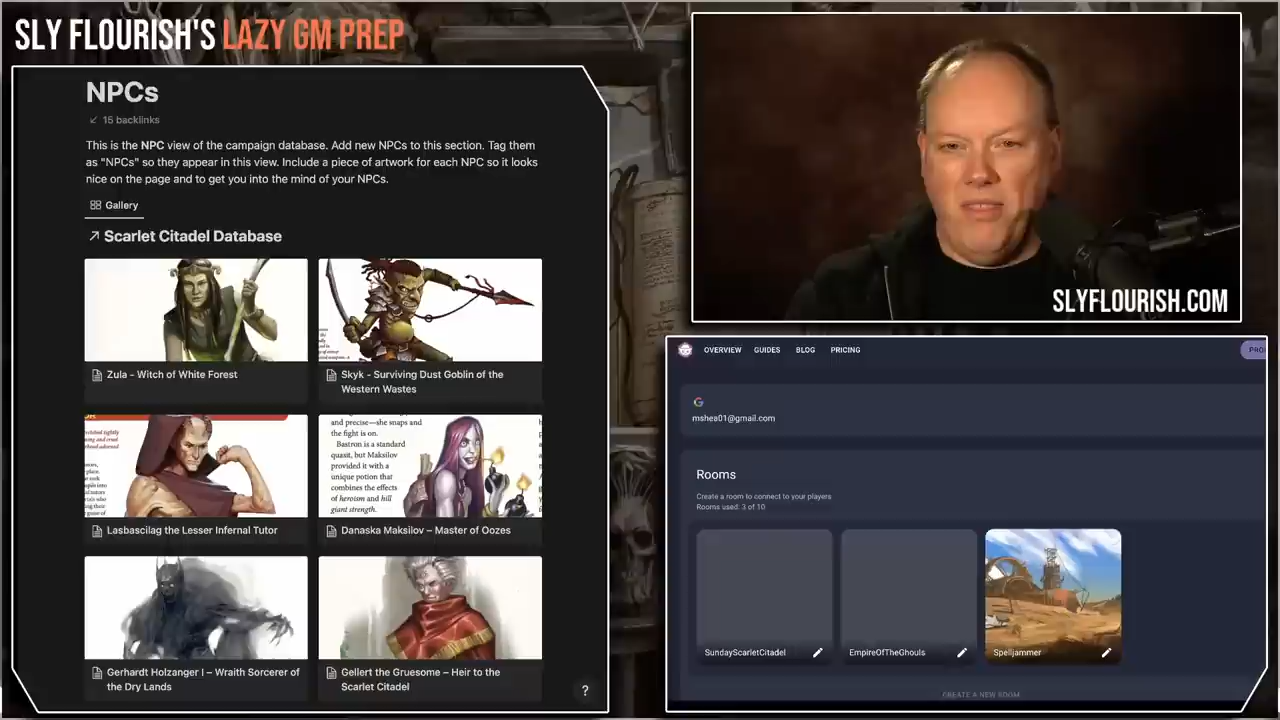 SLY FLOURISH'S LAZY GM PREP
NPCs
15 backlinks
This is the NPC view of the campaign database. Add new NPCs to this section. Tag them
as "NPCs" so they appear in this view. Include a piece of artwork for each NPC so it looks
nice on the page and to get you into the mind of your NPCs.
Gallery
Scarlet Citadel Database
Zula - Witch of White Forest
Skyk - Surviving Dust Goblin of the
Western Wastes
and precise—she snaps and
the fight is on.
Bastron is a standard
quaxit, but Maksilov
provided it with a
unique potion that
combines the effects
of heroism and hill
giant strength.
Lasbascilag the Lesser Infernal Tutor
Danaska Maksilov – Master of Oozes
Gerhardt Holzanger I – Wraith Sorcerer of
the Dry Lands
Gellert the Gruesome – Heir to the
Scarlet Citadel
?
SLYFLOURISH.COM
OVERVIEW GUIDES BLOG PRICING
mshea01@gmail.com
Rooms
Create a room to connect to your players
Rooms used: 3 of 10
SundayScarletCitadel
EmpireOfTheGhouls
Spelljammer
CREATE A NEW ROOM